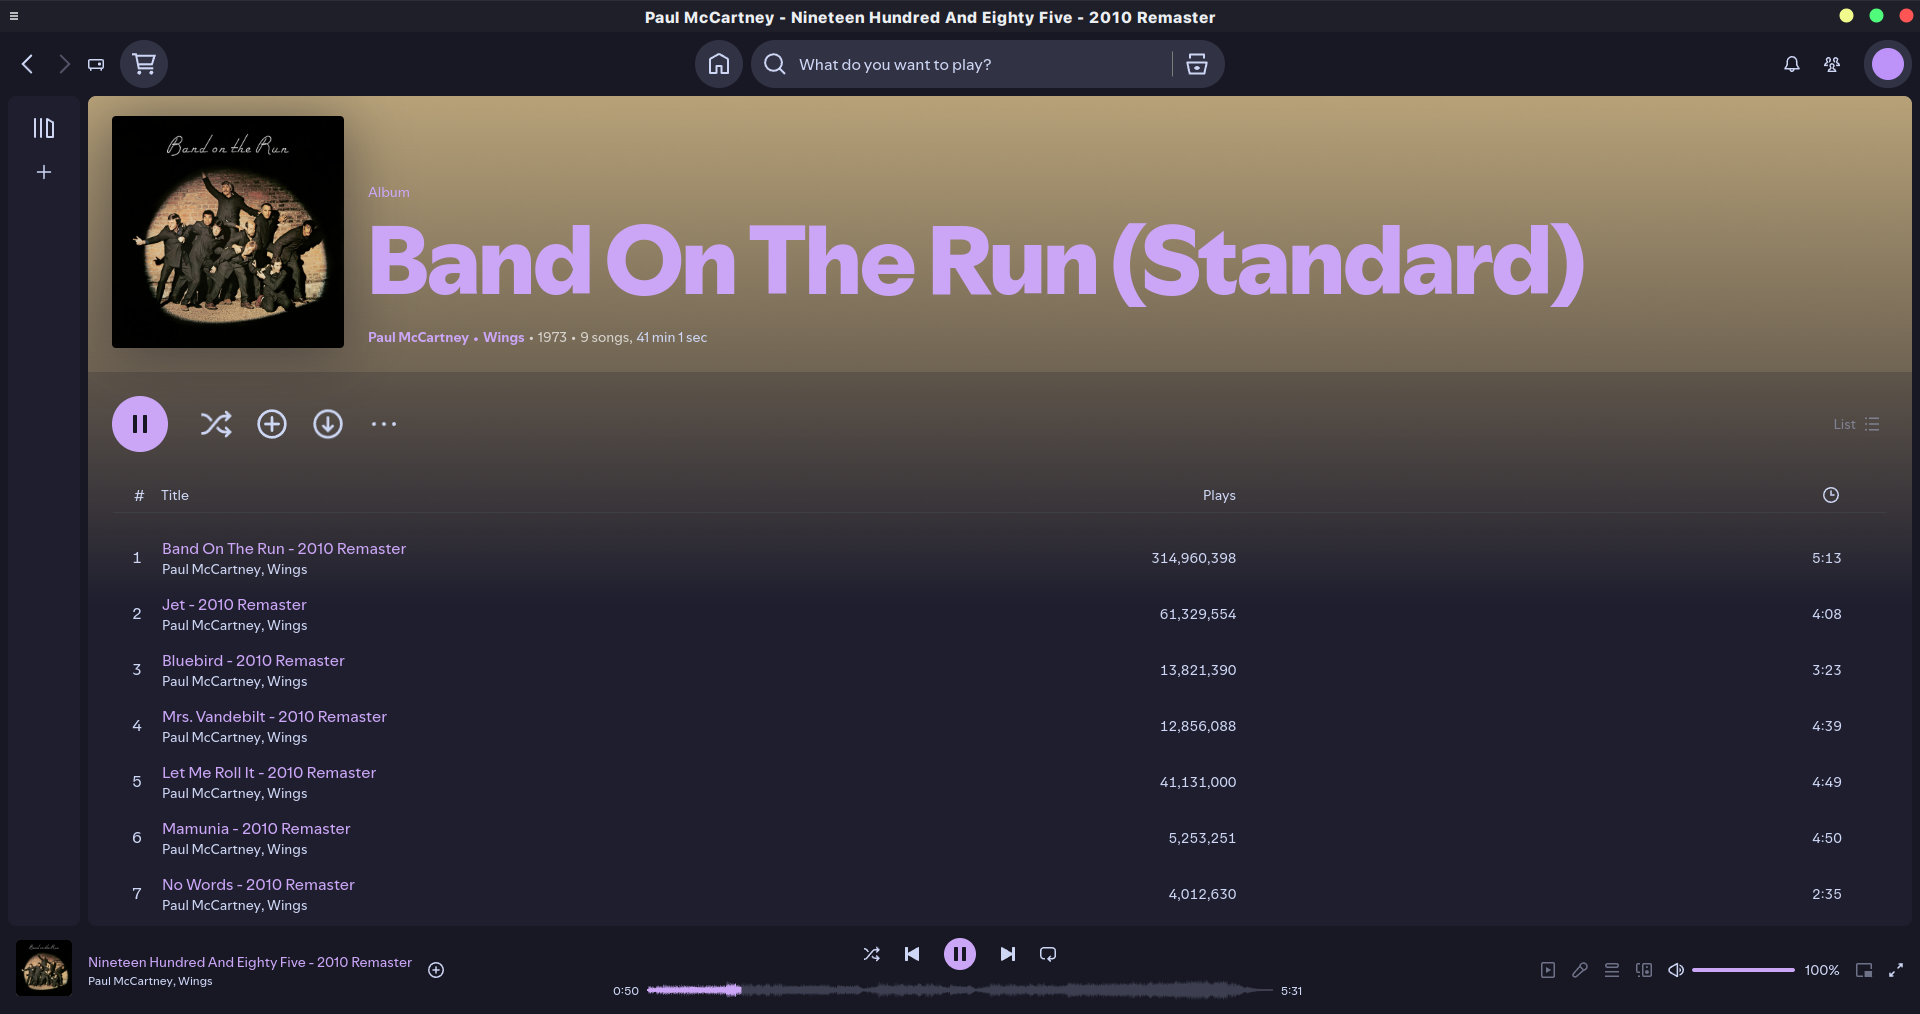 Paul McCartney - Nineteen Hundred And Eighty Five - 2010 Remaster
What do you want to play?
Band on the Run
Album
Band On The Run (Standard)
Paul McCartney • Wings • 1973 • 9 songs, 41 min 1 sec
List
# Title Plays
1 Band On The Run - 2010 Remaster 314,960,398 5:13
Paul McCartney, Wings
2 Jet - 2010 Remaster 61,329,554 4:08
Paul McCartney, Wings
3 Bluebird - 2010 Remaster 13,821,390 3:23
Paul McCartney, Wings
4 Mrs. Vandebilt - 2010 Remaster 12,856,088 4:39
Paul McCartney, Wings
5 Let Me Roll It - 2010 Remaster 41,131,000 4:49
Paul McCartney, Wings
6 Mamunia - 2010 Remaster 5,253,251 4:50
Paul McCartney, Wings
7 No Words - 2010 Remaster 4,012,630 2:35
Paul McCartney, Wings
Band on the Run
Nineteen Hundred And Eighty Five - 2010 Remaster
Paul McCartney, Wings
0:50 5:31
100%